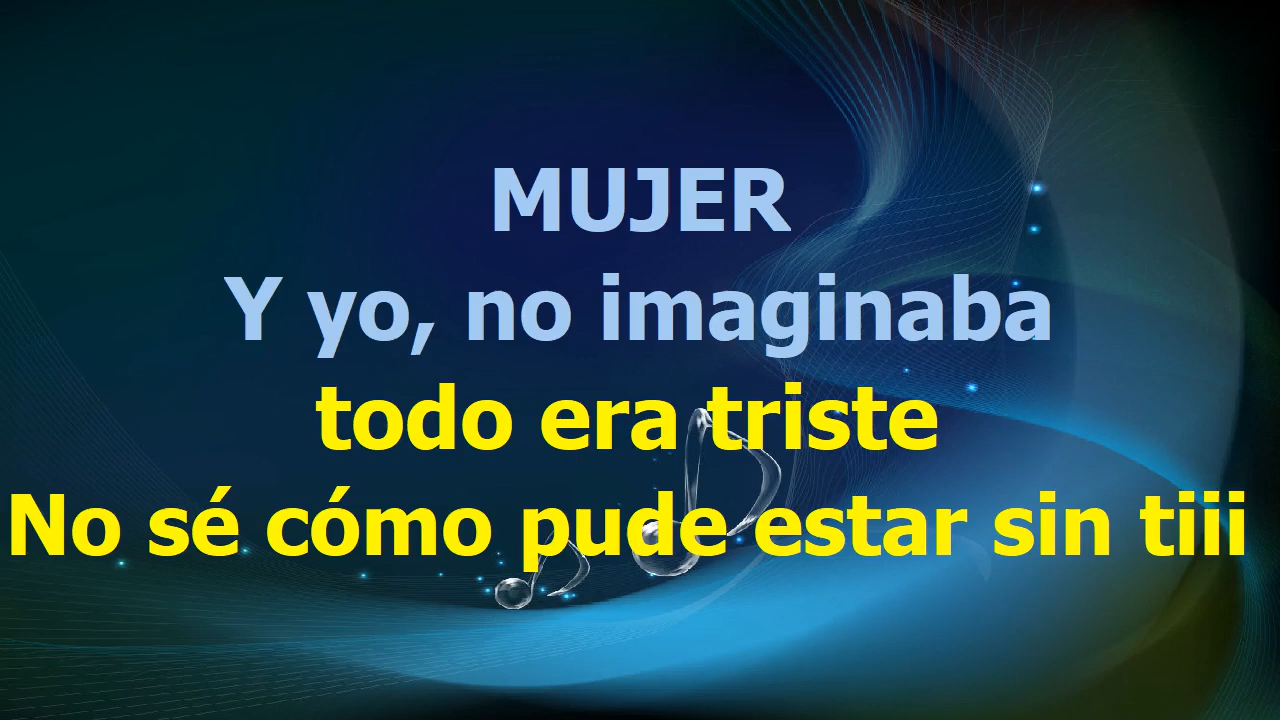 MUJER
Y yo, no imaginaba
todo era triste
No sé cómo pude estar sin tiii